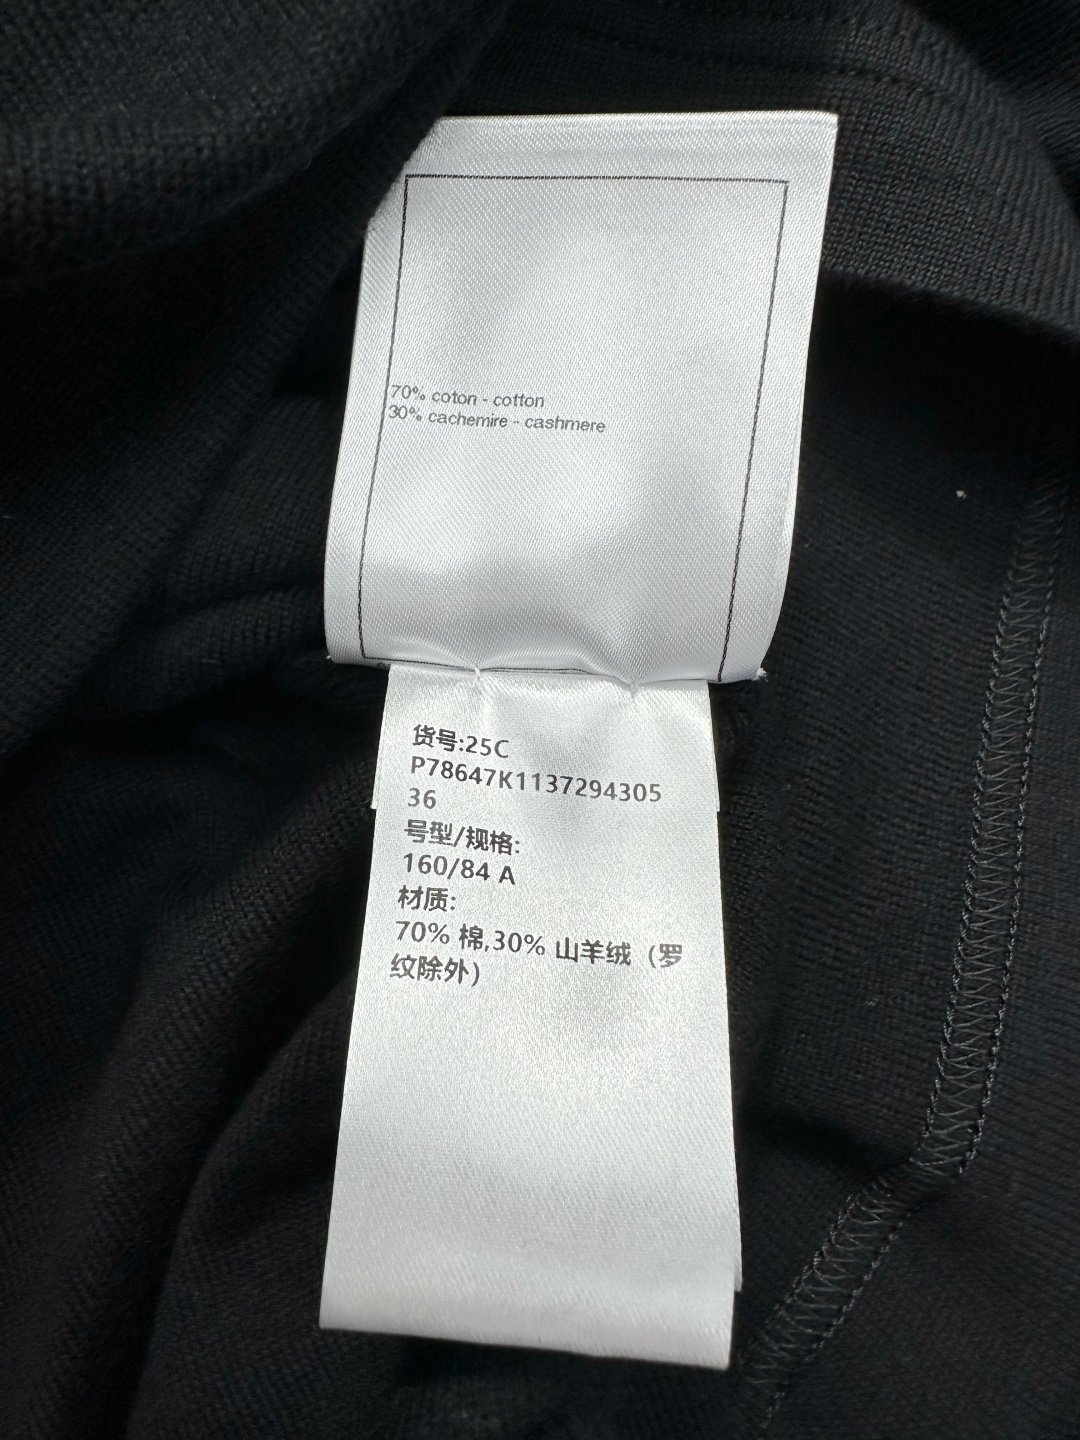 70% coton - cotton
30% cachemire - cashmere
货号:25C
P78647K1137294305
36
号型/规格:
160/84 A
材质:
70% 棉,30% 山羊绒（罗
纹除外）